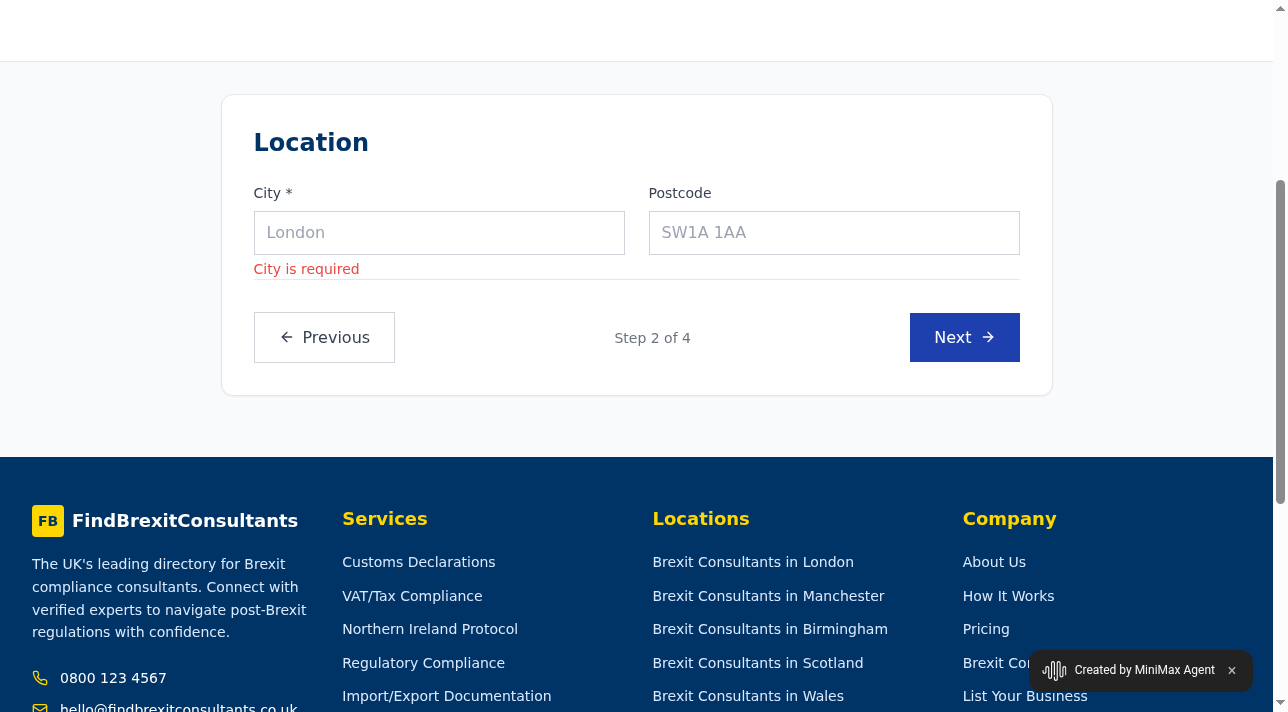 Location
City *
Postcode
London
SW1A 1AA
City is required
Previous
Step 2 of 4
Next
FB FindBrexitConsultants
The UK's leading directory for Brexit
compliance consultants. Connect with
verified experts to navigate post-Brexit
regulations with confidence.
0800 123 4567
hello@findbrexitconsultants.co.uk
Services
Customs Declarations
VAT/Tax Compliance
Northern Ireland Protocol
Regulatory Compliance
Import/Export Documentation
Locations
Brexit Consultants in London
Brexit Consultants in Manchester
Brexit Consultants in Birmingham
Brexit Consultants in Scotland
Brexit Consultants in Wales
Company
About Us
How It Works
Pricing
Brexit
List Your Business
Created by MiniMax Agent